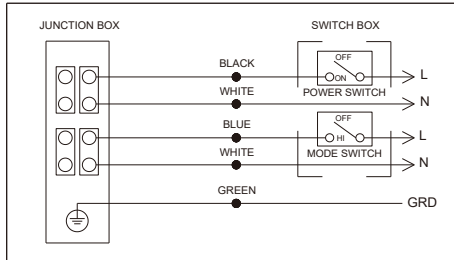 JUNCTION BOX
SWITCH BOX
OFF
BLACK
ON
L
POWER SWITCH
WHITE
N
OFF
BLUE
HI
L
MODE SWITCH
WHITE
N
GREEN
GRD